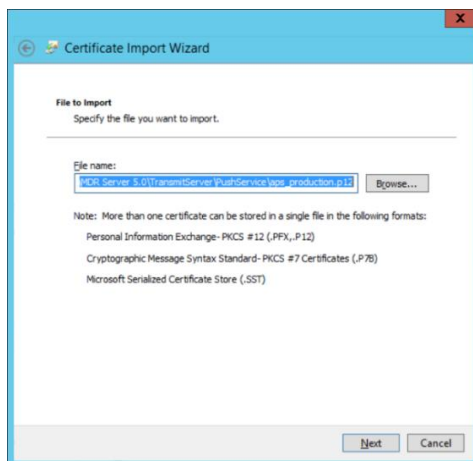 X
Certificate Import Wizard
File to Import
Specify the file you want to import.
File name:
MDR Server 5.0\TransmitServer\PushService\aps_production.p12 Browse...
Note: More than one certificate can be stored in a single file in the following formats:
Personal Information Exchange- PKCS #12 (.PFX,.P12)
Cryptographic Message Syntax Standard- PKCS #7 Certificates (.P7B)
Microsoft Serialized Certificate Store (.SST)
Next Cancel